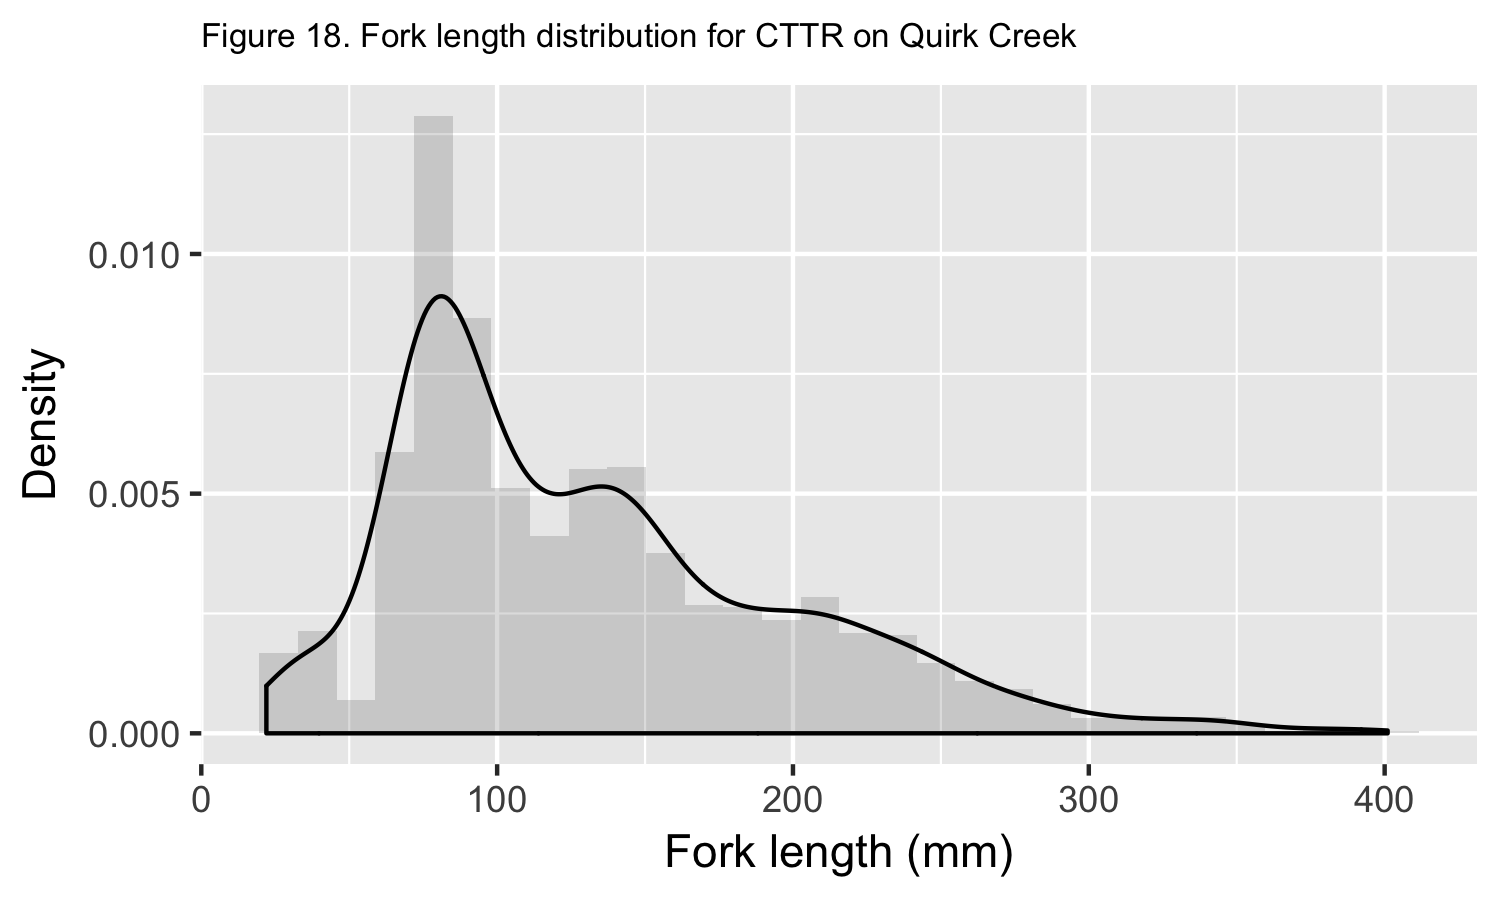 Figure 18. Fork length distribution for CTTR on Quirk Creek
Density
0.010
0.005
0.000
0 100 200 300 400
Fork length (mm)